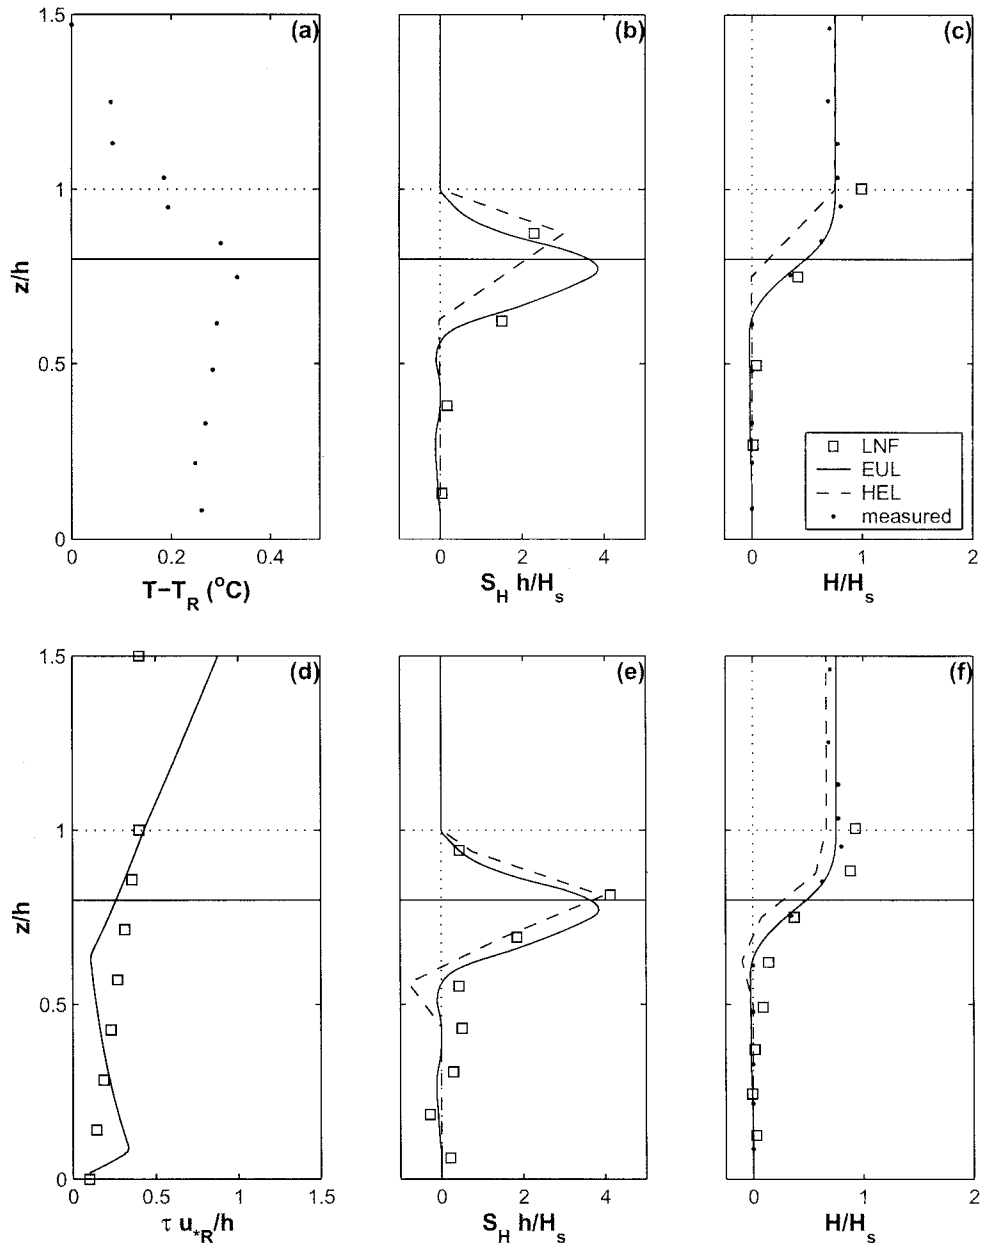 (a)
(b)
(c)
1.5
1
0.5
0
z/h
0 0.2 0.4
T−T_R (°C)
0 2 4
S_H h/H_s
LNF
EUL
HEL
measured
0 1 2
H/H_s
(d)
(e)
(f)
1.5
1
0.5
0
z/h
0 0.5 1 1.5
τ u_*R/h
0 2 4
S_H h/H_s
0 1 2
H/H_s